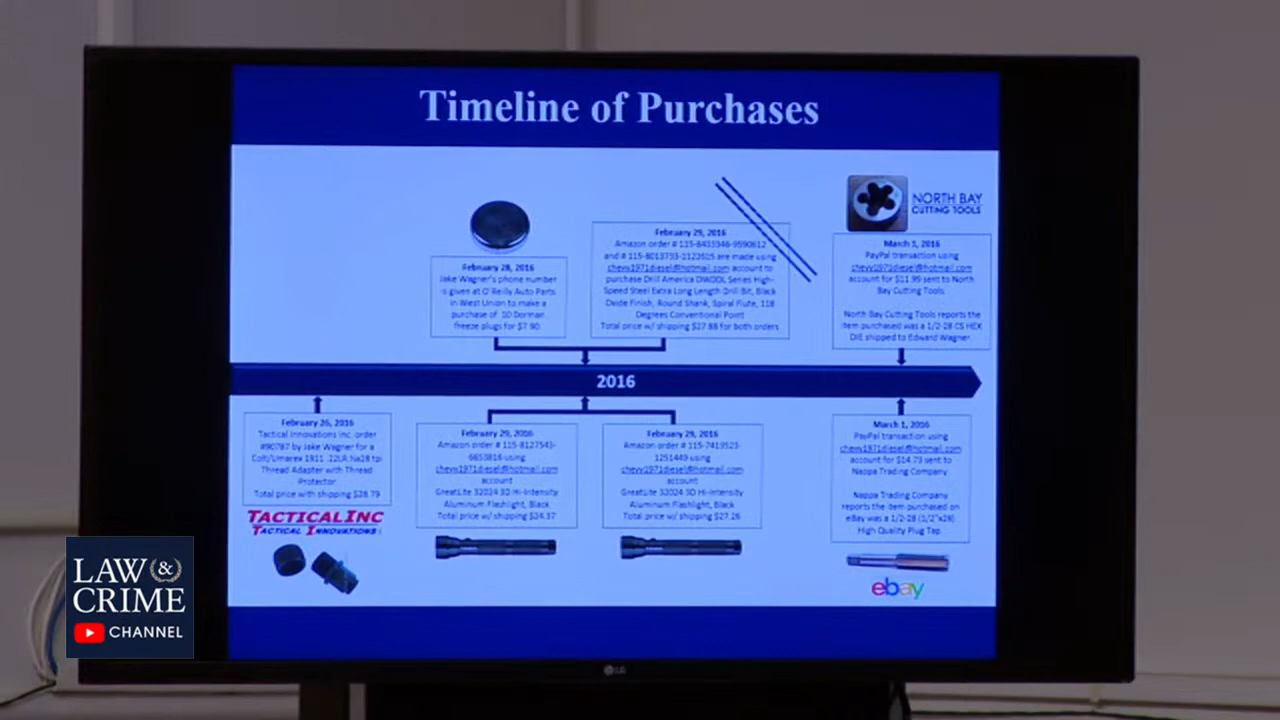 Timeline of Purchases
NORTH BAY
CUTTING TOOLS
February 28, 2016
Jake Wagner's phone number
is given at O'Reilly Auto Parts
in West Union to make a
purchase of 10 Dorman
freeze plugs for $7.90
February 29, 2016
Amazon order # 115-8433346-9590612
and # 115-8013793-1122615 are made using
chevy1971diesel@hotmail.com account to
purchase Drill America DWDDL Series High-
Speed Steel Extra Long Length Drill Bit, Black
Oxide Finish, Round Shank, Spiral Flute, 118
Degrees Conventional Point
Total price w/ shipping $27.88 for both orders
March 1, 2016
PayPal transaction using
chevy1971diesel@hotmail.com
account for $11.99 sent to North
Bay Cutting Tools
North Bay Cutting Tools reports the
item purchased was a 1/2-28 CS HEX
DIE shipped to Edward Wagner.
2016
February 26, 2016
Tactical Innovations Inc. order
#90787 by Jake Wagner for a
Colt/Umarex 1911 .22LR ½x28 tpi
Thread Adapter with Thread
Protector
Total price with shipping $28.79
TACTICALINC
TACTICAL INNOVATIONS
February 29, 2016
Amazon order # 115-8127543-
6653816 using
chevy1971diesel@hotmail.com
account
GreatLite 32024 3D Hi-Intensity
Aluminum Flashlight, Black
Total price w/ shipping $24.37
February 29, 2016
Amazon order # 115-7413523-
1251449 using
chevy1971diesel@hotmail.com
account
GreatLite 32024 3D Hi-Intensity
Aluminum Flashlight, Black
Total price w/ shipping $27.26
March 1, 2016
PayPal transaction using
chevy1971diesel@hotmail.com
account for $14.73 sent to
Nappa Trading Company.
Nappa Trading Company
reports the item purchased on
eBay was a 1/2-28 (1/2"x28)
High Quality Plug Tap
ebay
LAW &
CRIME
CHANNEL
LG